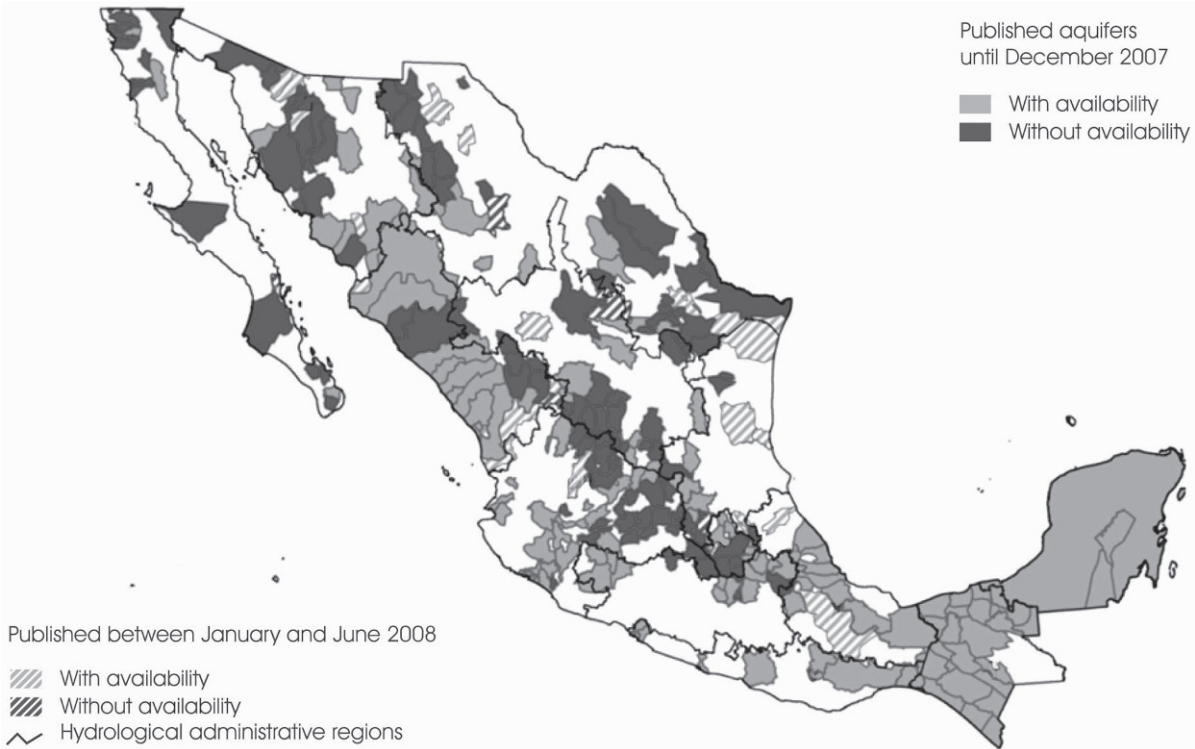 Published aquifers
until December 2007
With availability
Without availability
Published between January and June 2008
With availability
Without availability
Hydrological administrative regions